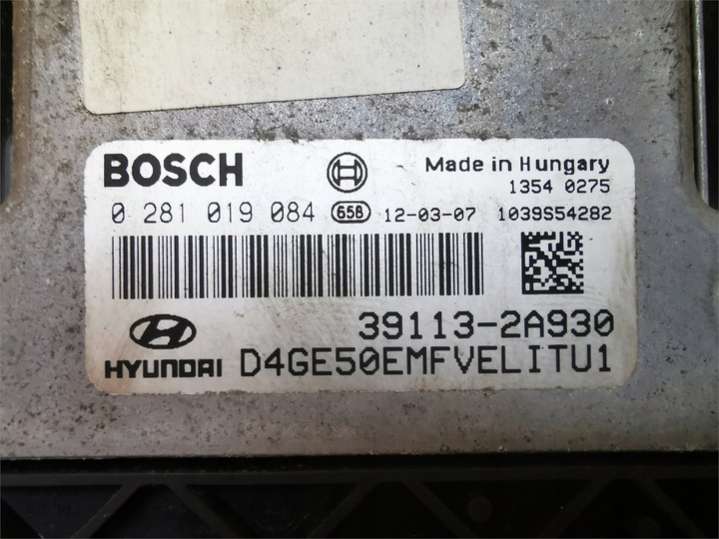 BOSCH Made in Hungary
1354 0275
0 281 019 084 658 12-03-07 1039S54282
39113-2A930
HYUNDAI D4GE50EMFVELITU1